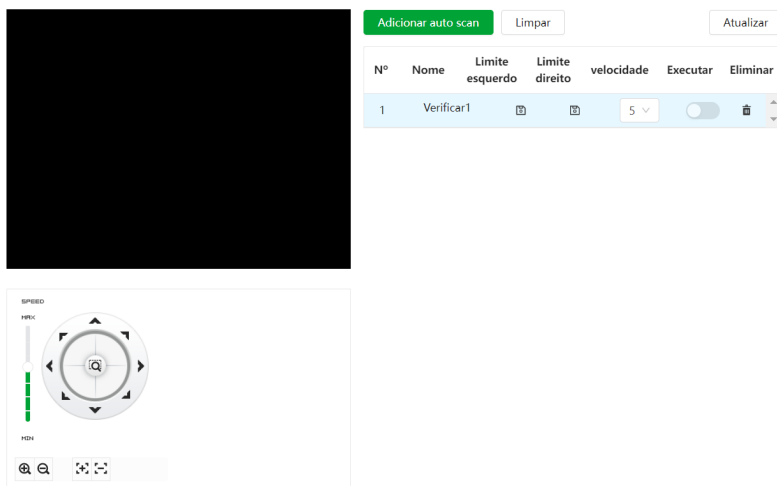 Adicionar auto scan Limpar Atualizar
Nº Nome Limite esquerdo Limite direito velocidade Executar Eliminar
1 Verificar1 5
SPEED
MAX
MIN